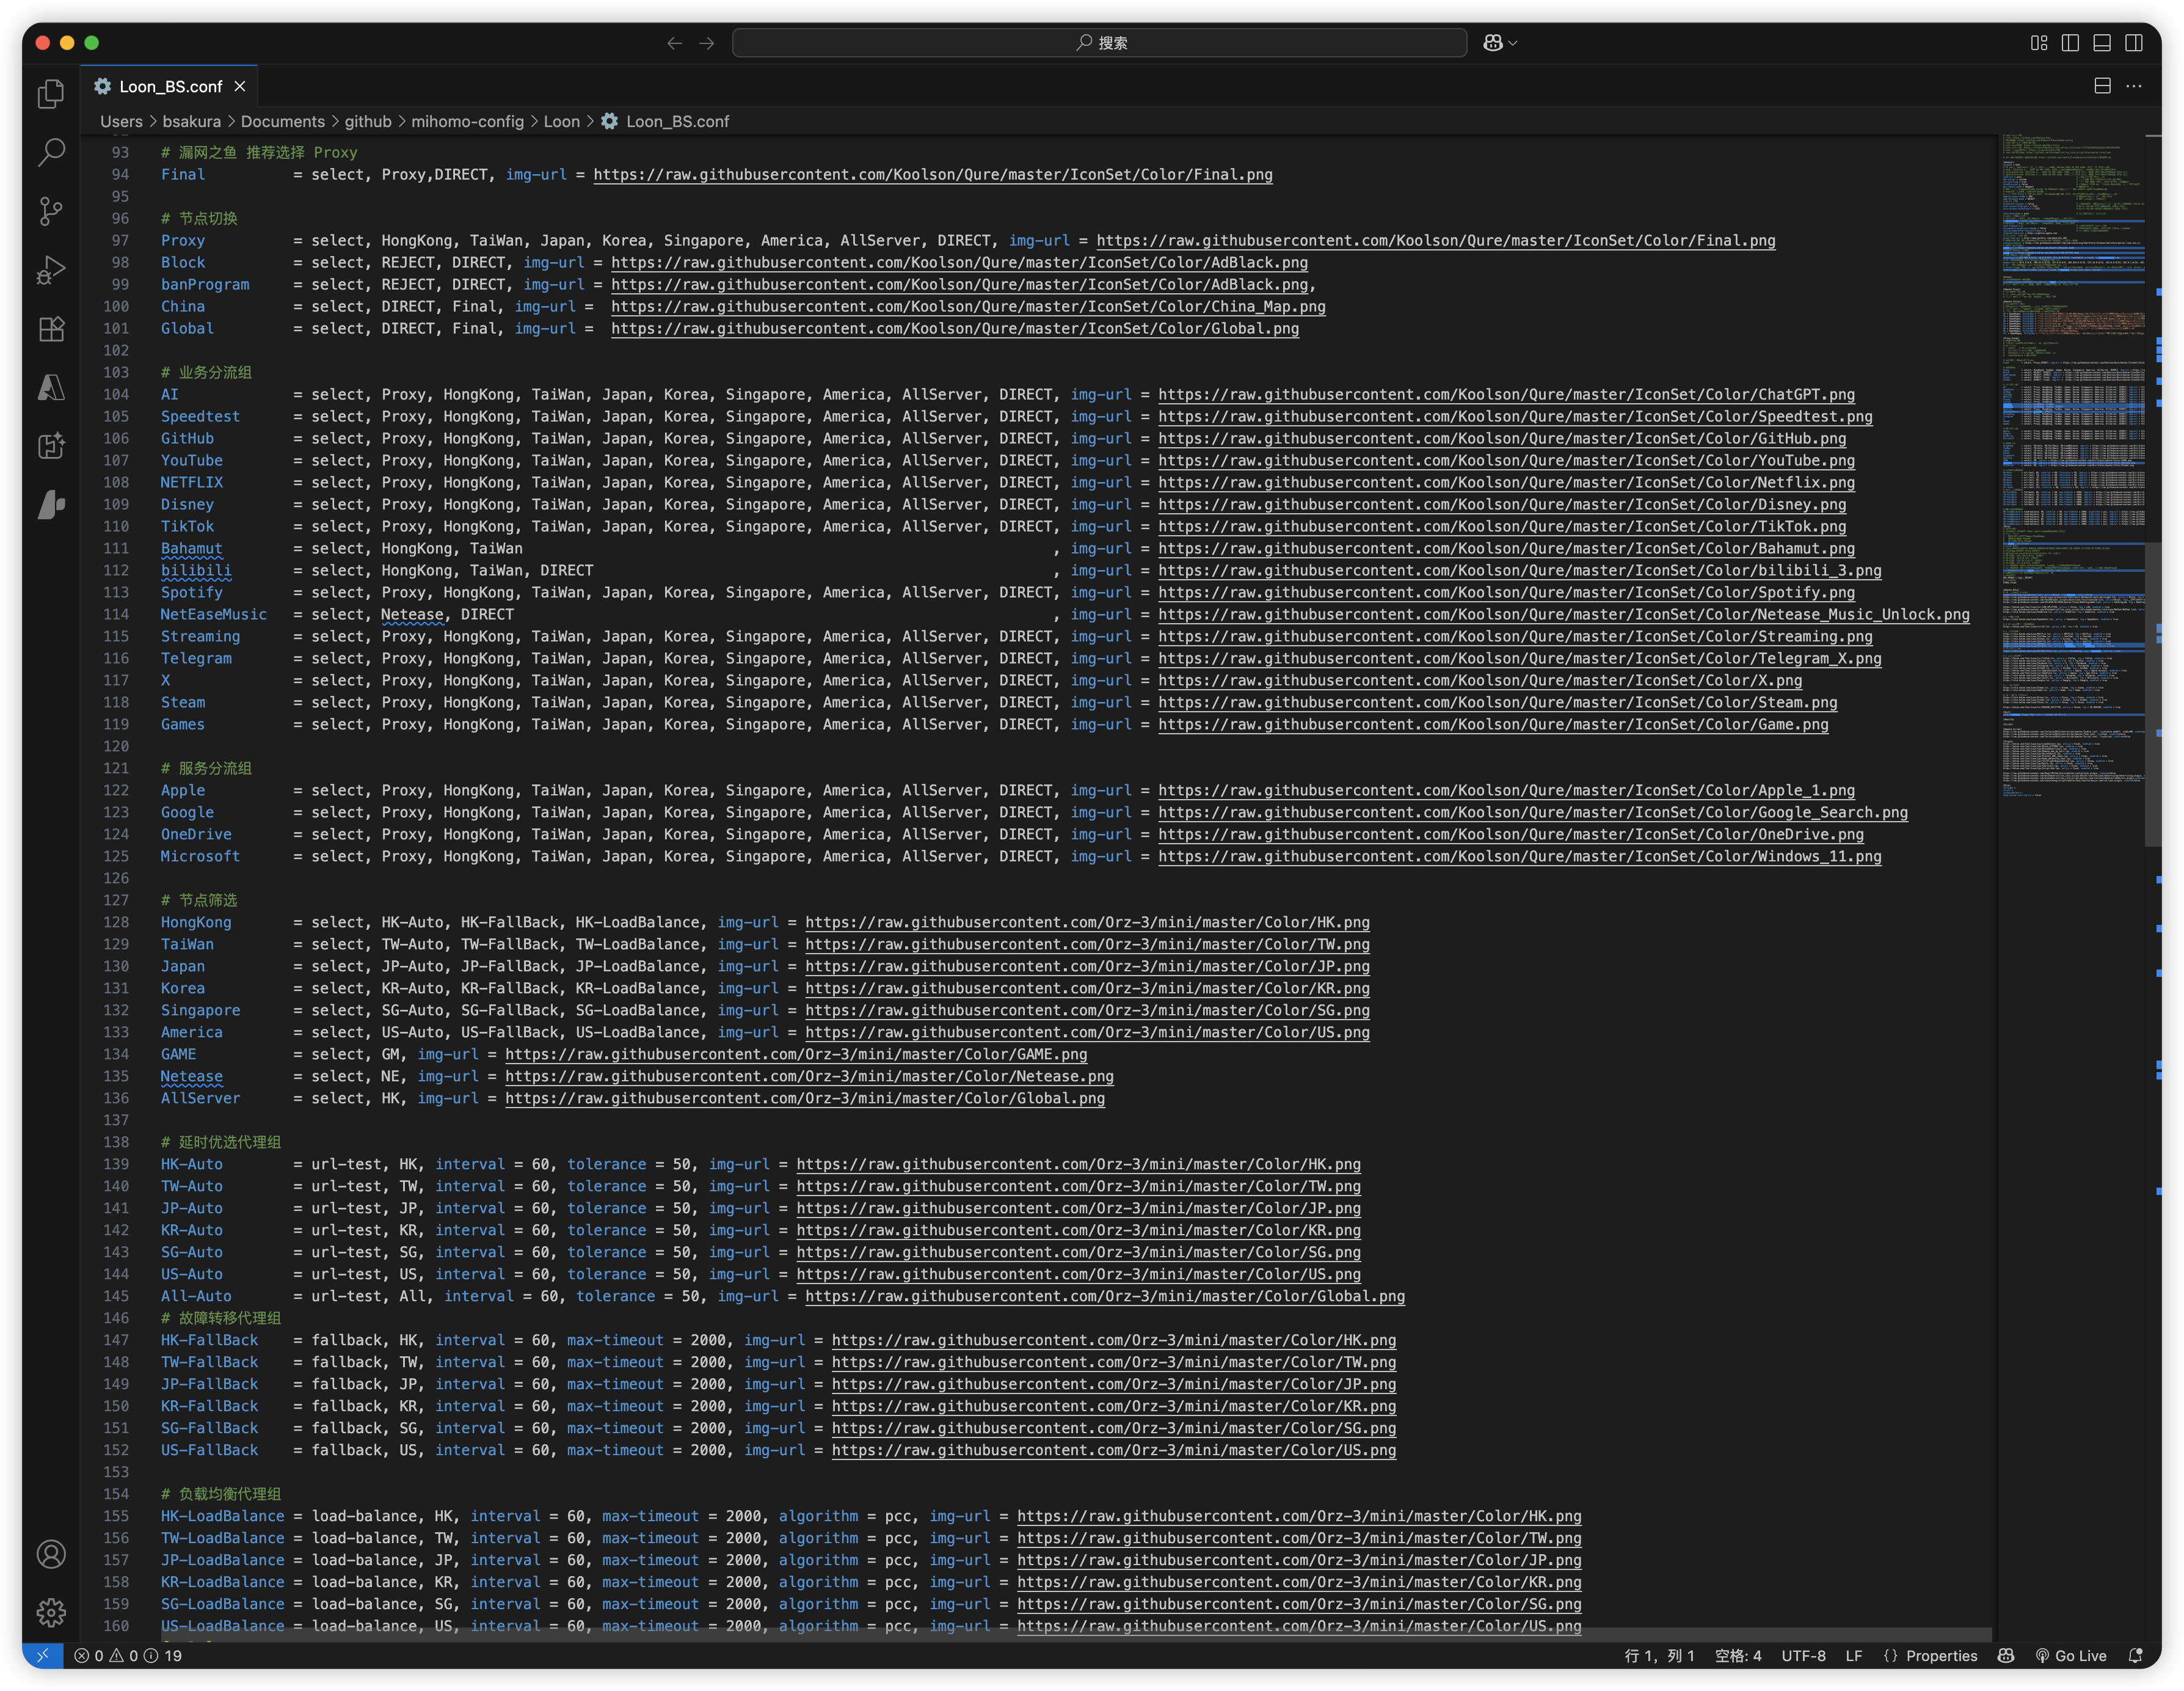 搜索
Loon_BS.conf
Users > bsakura > Documents > github > mihomo-config > Loon > Loon_BS.conf
93 # 漏网之鱼 推荐选择 Proxy
94 Final = select, Proxy,DIRECT, img-url = https://raw.githubusercontent.com/Koolson/Qure/master/IconSet/Color/Final.png
95
96 # 节点切换
97 Proxy = select, HongKong, TaiWan, Japan, Korea, Singapore, America, AllServer, DIRECT, img-url = https://raw.githubusercontent.com/Koolson/Qure/master/IconSet/Color/Final.png
98 Block = select, REJECT, DIRECT, img-url = https://raw.githubusercontent.com/Koolson/Qure/master/IconSet/Color/AdBlack.png
99 banProgram = select, REJECT, DIRECT, img-url = https://raw.githubusercontent.com/Koolson/Qure/master/IconSet/Color/AdBlack.png,
100 China = select, DIRECT, Final, img-url = https://raw.githubusercontent.com/Koolson/Qure/master/IconSet/Color/China_Map.png
101 Global = select, DIRECT, Final, img-url = https://raw.githubusercontent.com/Koolson/Qure/master/IconSet/Color/Global.png
102
103 # 业务分流组
104 AI = select, Proxy, HongKong, TaiWan, Japan, Korea, Singapore, America, AllServer, DIRECT, img-url = https://raw.githubusercontent.com/Koolson/Qure/master/IconSet/Color/ChatGPT.png
105 Speedtest = select, Proxy, HongKong, TaiWan, Japan, Korea, Singapore, America, AllServer, DIRECT, img-url = https://raw.githubusercontent.com/Koolson/Qure/master/IconSet/Color/Speedtest.png
106 GitHub = select, Proxy, HongKong, TaiWan, Japan, Korea, Singapore, America, AllServer, DIRECT, img-url = https://raw.githubusercontent.com/Koolson/Qure/master/IconSet/Color/GitHub.png
107 YouTube = select, Proxy, HongKong, TaiWan, Japan, Korea, Singapore, America, AllServer, DIRECT, img-url = https://raw.githubusercontent.com/Koolson/Qure/master/IconSet/Color/YouTube.png
108 NETFLIX = select, Proxy, HongKong, TaiWan, Japan, Korea, Singapore, America, AllServer, DIRECT, img-url = https://raw.githubusercontent.com/Koolson/Qure/master/IconSet/Color/Netflix.png
109 Disney = select, Proxy, HongKong, TaiWan, Japan, Korea, Singapore, America, AllServer, DIRECT, img-url = https://raw.githubusercontent.com/Koolson/Qure/master/IconSet/Color/Disney.png
110 TikTok = select, Proxy, HongKong, TaiWan, Japan, Korea, Singapore, America, AllServer, DIRECT, img-url = https://raw.githubusercontent.com/Koolson/Qure/master/IconSet/Color/TikTok.png
111 Bahamut = select, HongKong, TaiWan , img-url = https://raw.githubusercontent.com/Koolson/Qure/master/IconSet/Color/Bahamut.png
112 bilibili = select, HongKong, TaiWan, DIRECT , img-url = https://raw.githubusercontent.com/Koolson/Qure/master/IconSet/Color/bilibili_3.png
113 Spotify = select, Proxy, HongKong, TaiWan, Japan, Korea, Singapore, America, AllServer, DIRECT, img-url = https://raw.githubusercontent.com/Koolson/Qure/master/IconSet/Color/Spotify.png
114 NetEaseMusic = select, Netease, DIRECT , img-url = https://raw.githubusercontent.com/Koolson/Qure/master/IconSet/Color/Netease_Music_Unlock.png
115 Streaming = select, Proxy, HongKong, TaiWan, Japan, Korea, Singapore, America, AllServer, DIRECT, img-url = https://raw.githubusercontent.com/Koolson/Qure/master/IconSet/Color/Streaming.png
116 Telegram = select, Proxy, HongKong, TaiWan, Japan, Korea, Singapore, America, AllServer, DIRECT, img-url = https://raw.githubusercontent.com/Koolson/Qure/master/IconSet/Color/Telegram_X.png
117 X = select, Proxy, HongKong, TaiWan, Japan, Korea, Singapore, America, AllServer, DIRECT, img-url = https://raw.githubusercontent.com/Koolson/Qure/master/IconSet/Color/X.png
118 Steam = select, Proxy, HongKong, TaiWan, Japan, Korea, Singapore, America, AllServer, DIRECT, img-url = https://raw.githubusercontent.com/Koolson/Qure/master/IconSet/Color/Steam.png
119 Games = select, Proxy, HongKong, TaiWan, Japan, Korea, Singapore, America, AllServer, DIRECT, img-url = https://raw.githubusercontent.com/Koolson/Qure/master/IconSet/Color/Game.png
120
121 # 服务分流组
122 Apple = select, Proxy, HongKong, TaiWan, Japan, Korea, Singapore, America, AllServer, DIRECT, img-url = https://raw.githubusercontent.com/Koolson/Qure/master/IconSet/Color/Apple_1.png
123 Google = select, Proxy, HongKong, TaiWan, Japan, Korea, Singapore, America, AllServer, DIRECT, img-url = https://raw.githubusercontent.com/Koolson/Qure/master/IconSet/Color/Google_Search.png
124 OneDrive = select, Proxy, HongKong, TaiWan, Japan, Korea, Singapore, America, AllServer, DIRECT, img-url = https://raw.githubusercontent.com/Koolson/Qure/master/IconSet/Color/OneDrive.png
125 Microsoft = select, Proxy, HongKong, TaiWan, Japan, Korea, Singapore, America, AllServer, DIRECT, img-url = https://raw.githubusercontent.com/Koolson/Qure/master/IconSet/Color/Windows_11.png
126
127 # 节点筛选
128 HongKong = select, HK-Auto, HK-FallBack, HK-LoadBalance, img-url = https://raw.githubusercontent.com/Orz-3/mini/master/Color/HK.png
129 TaiWan = select, TW-Auto, TW-FallBack, TW-LoadBalance, img-url = https://raw.githubusercontent.com/Orz-3/mini/master/Color/TW.png
130 Japan = select, JP-Auto, JP-FallBack, JP-LoadBalance, img-url = https://raw.githubusercontent.com/Orz-3/mini/master/Color/JP.png
131 Korea = select, KR-Auto, KR-FallBack, KR-LoadBalance, img-url = https://raw.githubusercontent.com/Orz-3/mini/master/Color/KR.png
132 Singapore = select, SG-Auto, SG-FallBack, SG-LoadBalance, img-url = https://raw.githubusercontent.com/Orz-3/mini/master/Color/SG.png
133 America = select, US-Auto, US-FallBack, US-LoadBalance, img-url = https://raw.githubusercontent.com/Orz-3/mini/master/Color/US.png
134 GAME = select, GM, img-url = https://raw.githubusercontent.com/Orz-3/mini/master/Color/GAME.png
135 Netease = select, NE, img-url = https://raw.githubusercontent.com/Orz-3/mini/master/Color/Netease.png
136 AllServer = select, HK, img-url = https://raw.githubusercontent.com/Orz-3/mini/master/Color/Global.png
137
138 # 延时优选代理组
139 HK-Auto = url-test, HK, interval = 60, tolerance = 50, img-url = https://raw.githubusercontent.com/Orz-3/mini/master/Color/HK.png
140 TW-Auto = url-test, TW, interval = 60, tolerance = 50, img-url = https://raw.githubusercontent.com/Orz-3/mini/master/Color/TW.png
141 JP-Auto = url-test, JP, interval = 60, tolerance = 50, img-url = https://raw.githubusercontent.com/Orz-3/mini/master/Color/JP.png
142 KR-Auto = url-test, KR, interval = 60, tolerance = 50, img-url = https://raw.githubusercontent.com/Orz-3/mini/master/Color/KR.png
143 SG-Auto = url-test, SG, interval = 60, tolerance = 50, img-url = https://raw.githubusercontent.com/Orz-3/mini/master/Color/SG.png
144 US-Auto = url-test, US, interval = 60, tolerance = 50, img-url = https://raw.githubusercontent.com/Orz-3/mini/master/Color/US.png
145 All-Auto = url-test, All, interval = 60, tolerance = 50, img-url = https://raw.githubusercontent.com/Orz-3/mini/master/Color/Global.png
146 # 故障转移代理组
147 HK-FallBack = fallback, HK, interval = 60, max-timeout = 2000, img-url = https://raw.githubusercontent.com/Orz-3/mini/master/Color/HK.png
148 TW-FallBack = fallback, TW, interval = 60, max-timeout = 2000, img-url = https://raw.githubusercontent.com/Orz-3/mini/master/Color/TW.png
149 JP-FallBack = fallback, JP, interval = 60, max-timeout = 2000, img-url = https://raw.githubusercontent.com/Orz-3/mini/master/Color/JP.png
150 KR-FallBack = fallback, KR, interval = 60, max-timeout = 2000, img-url = https://raw.githubusercontent.com/Orz-3/mini/master/Color/KR.png
151 SG-FallBack = fallback, SG, interval = 60, max-timeout = 2000, img-url = https://raw.githubusercontent.com/Orz-3/mini/master/Color/SG.png
152 US-FallBack = fallback, US, interval = 60, max-timeout = 2000, img-url = https://raw.githubusercontent.com/Orz-3/mini/master/Color/US.png
153
154 # 负载均衡代理组
155 HK-LoadBalance = load-balance, HK, interval = 60, max-timeout = 2000, algorithm = pcc, img-url = https://raw.githubusercontent.com/Orz-3/mini/master/Color/HK.png
156 TW-LoadBalance = load-balance, TW, interval = 60, max-timeout = 2000, algorithm = pcc, img-url = https://raw.githubusercontent.com/Orz-3/mini/master/Color/TW.png
157 JP-LoadBalance = load-balance, JP, interval = 60, max-timeout = 2000, algorithm = pcc, img-url = https://raw.githubusercontent.com/Orz-3/mini/master/Color/JP.png
158 KR-LoadBalance = load-balance, KR, interval = 60, max-timeout = 2000, algorithm = pcc, img-url = https://raw.githubusercontent.com/Orz-3/mini/master/Color/KR.png
159 SG-LoadBalance = load-balance, SG, interval = 60, max-timeout = 2000, algorithm = pcc, img-url = https://raw.githubusercontent.com/Orz-3/mini/master/Color/SG.png
160 US-LoadBalance = load-balance, US, interval = 60, max-timeout = 2000, algorithm = pcc, img-url = https://raw.githubusercontent.com/Orz-3/mini/master/Color/US.png
0 0 19 行 1，列 1 空格: 4 UTF-8 LF {} Properties Go Live